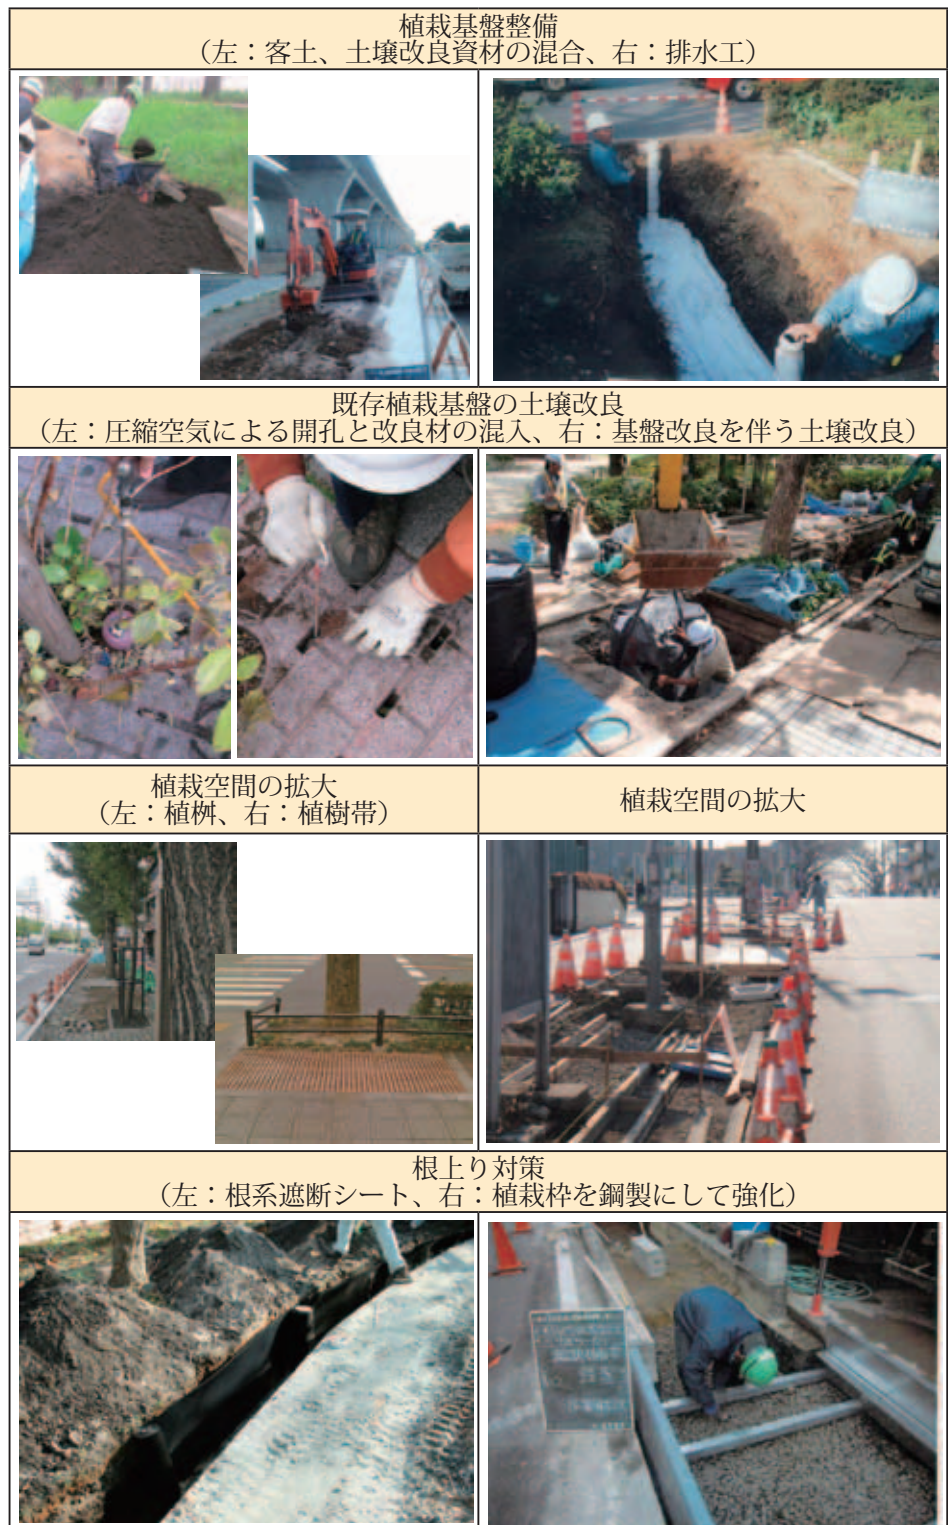 植栽基盤整備
（左：客土、土壌改良資材の混合、右：排水工）
既存植栽基盤の土壌改良
（左：圧縮空気による開孔と改良材の混入、右：基盤改良を伴う土壌改良）
植栽空間の拡大
（左：植桝、右：植樹帯）
植栽空間の拡大
根上り対策
（左：根系遮断シート、右：植栽枠を鋼製にして強化）